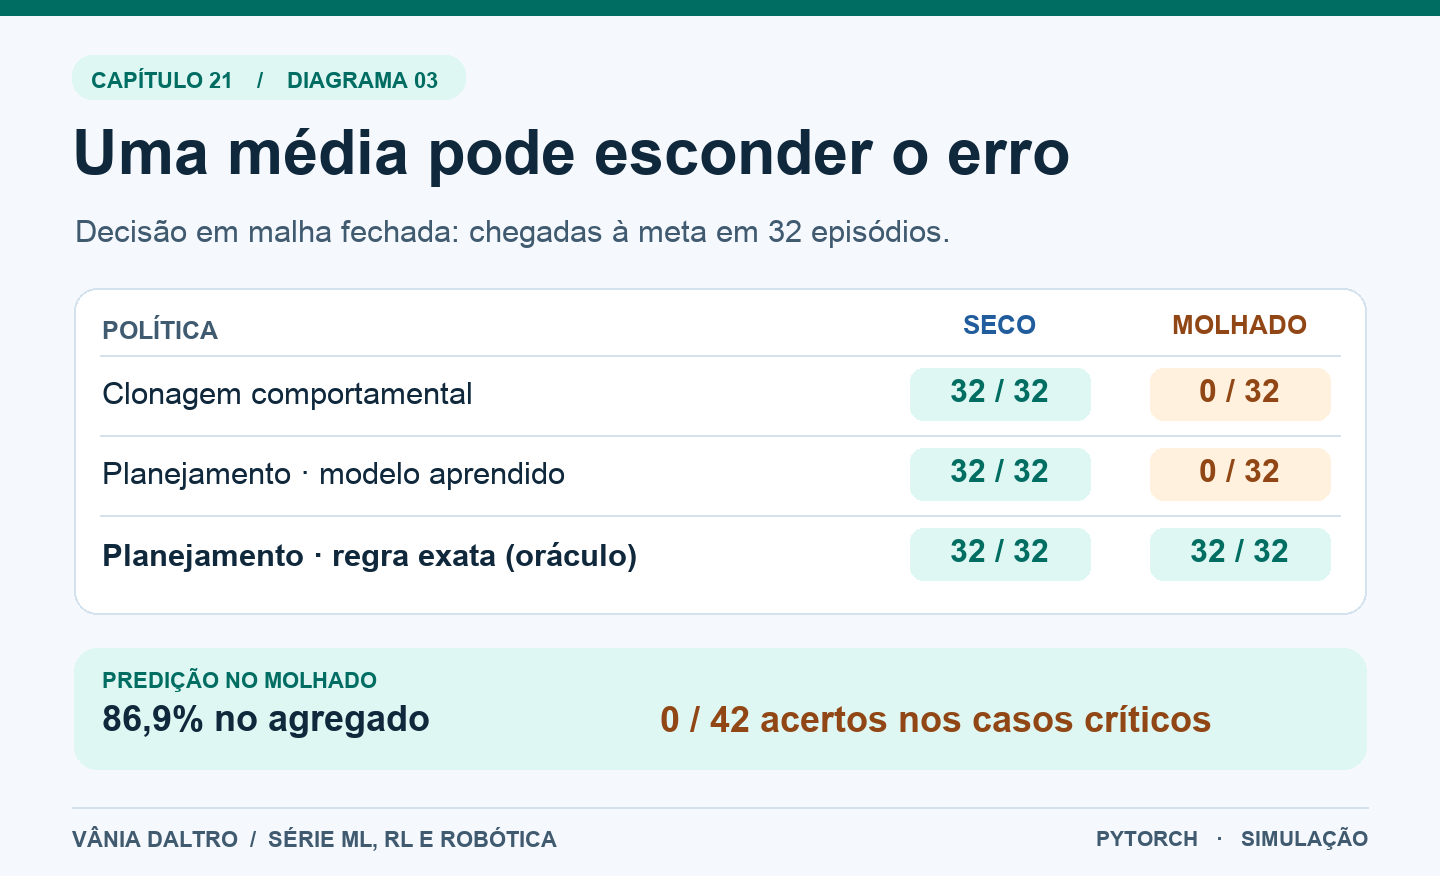 CAPÍTULO 21 / DIAGRAMA 03
Uma média pode esconder o erro
Decisão em malha fechada: chegadas à meta em 32 episódios.
POLÍTICA SECO MOLHADO
Clonagem comportamental 32 / 32 0 / 32
Planejamento · modelo aprendido 32 / 32 0 / 32
Planejamento · regra exata (oráculo) 32 / 32 32 / 32
PREDIÇÃO NO MOLHADO
86,9% no agregado 0 / 42 acertos nos casos críticos
VÂNIA DALTRO / SÉRIE ML, RL E ROBÓTICA PYTORCH · SIMULAÇÃO